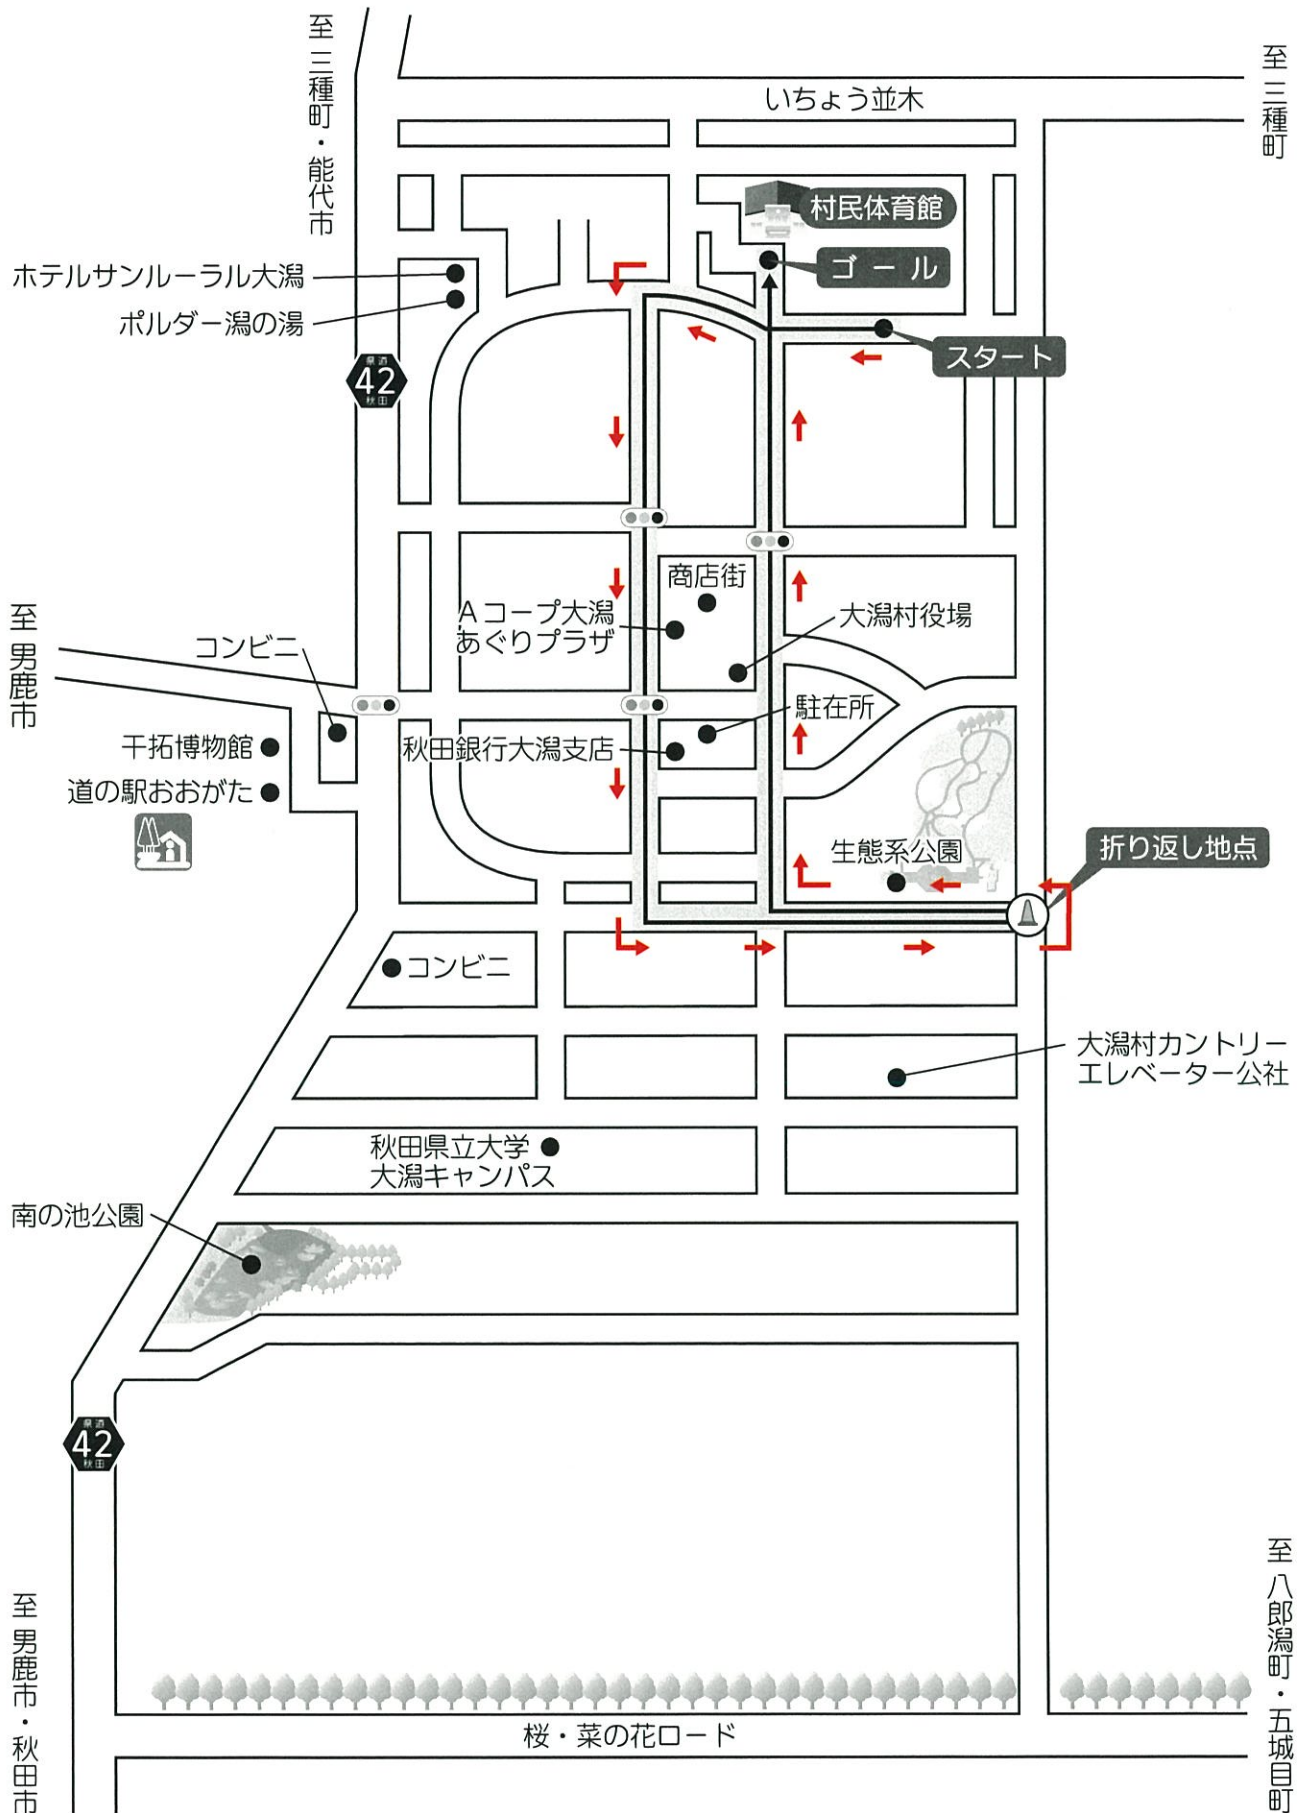 至 三種町・能代市
至 三種町
いちょう並木
村民体育館
ゴール
ホテルサンルーラル大潟
ポルダー潟の湯
スタート
県道
42
秋田
商店街
Aコープ大潟
あぐりプラザ
大潟村役場
至 男鹿市
コンビニ
駐在所
干拓博物館
秋田銀行大潟支店
道の駅おおがた
生態系公園
折り返し地点
コンビニ
大潟村カントリー
エレベーター公社
秋田県立大学
大潟キャンパス
南の池公園
県道
42
秋田
至 男鹿市・秋田市
至 八郎潟町・五城目町
桜・菜の花ロード